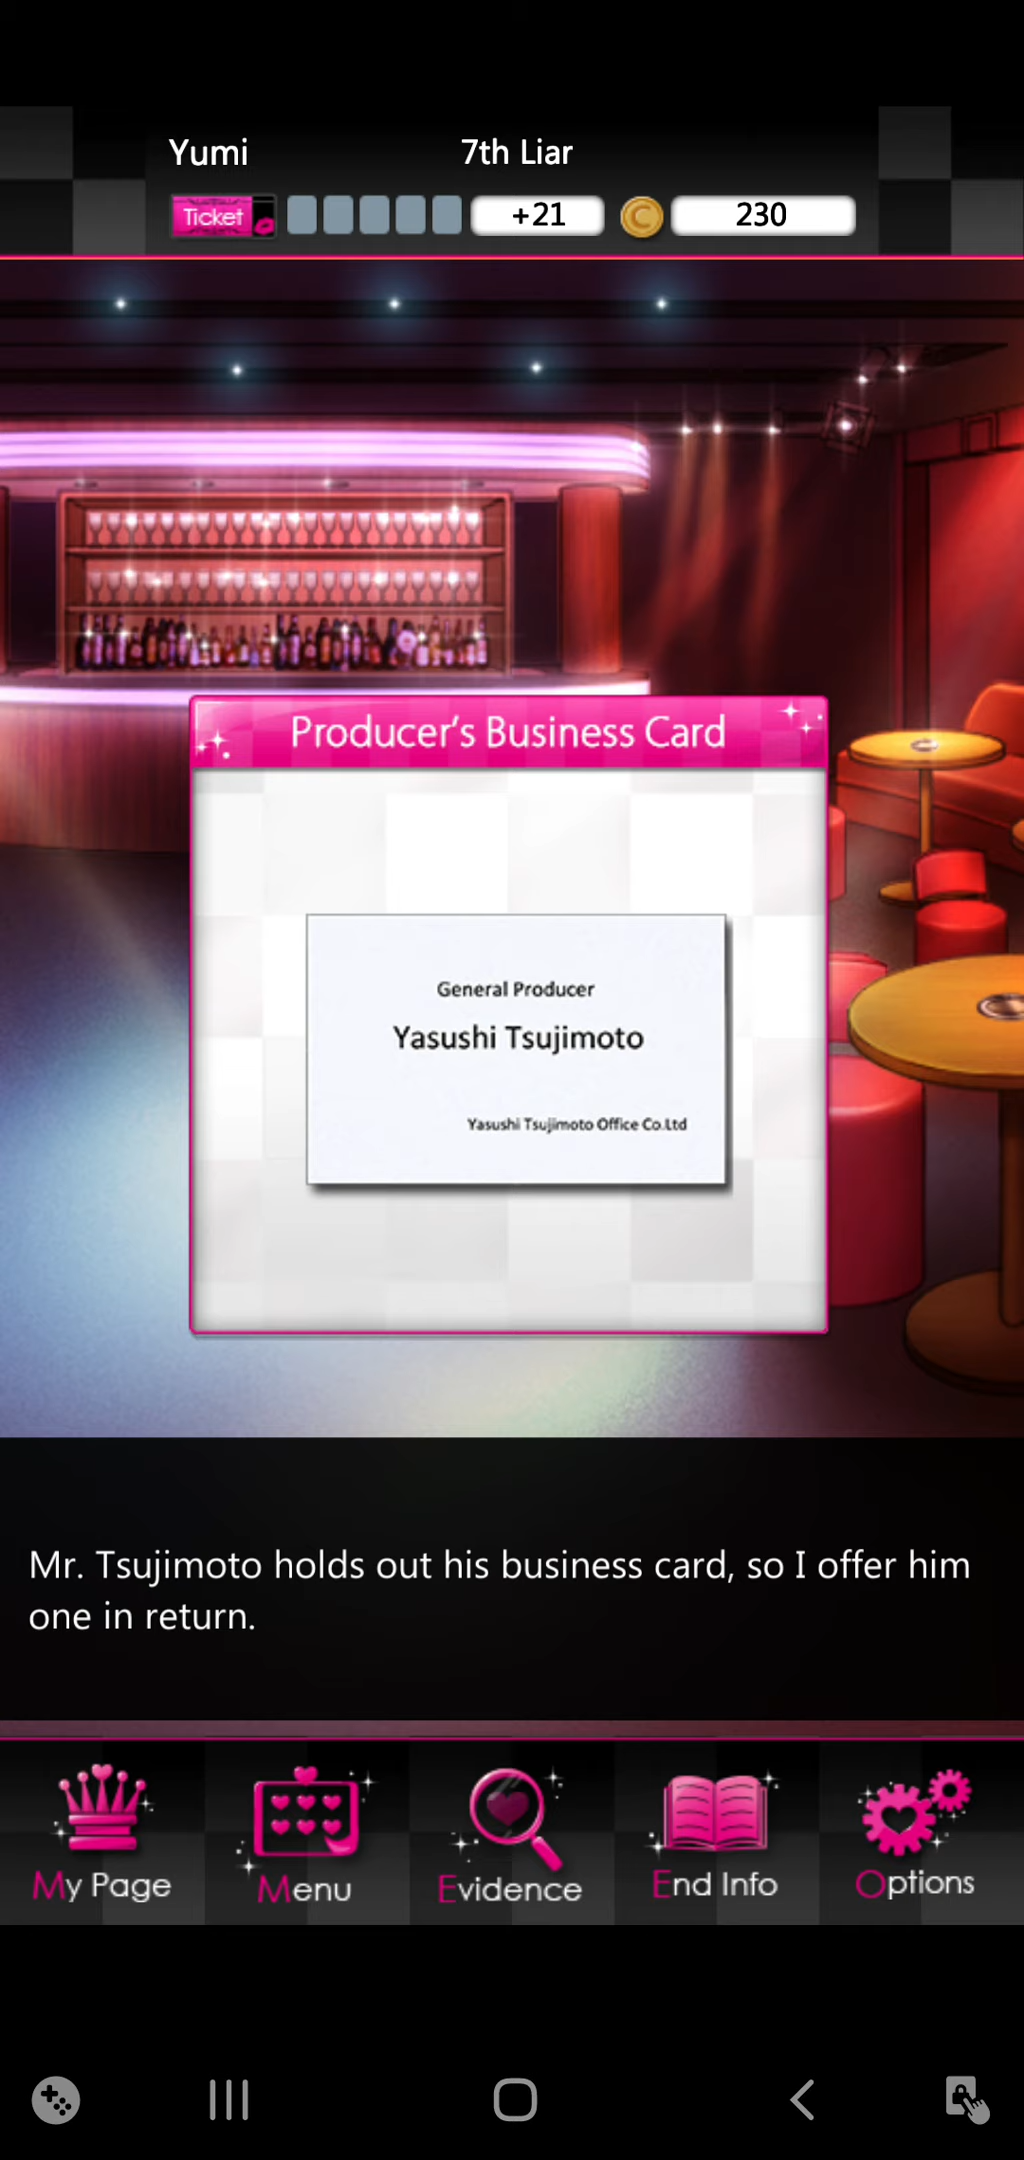 Yumi 7th Liar
Ticket +21 C 230
Producer's Business Card
General Producer
Yasushi Tsujimoto
Yasushi Tsujimoto Office Co.Ltd
Mr. Tsujimoto holds out his business card, so I offer him
one in return.
My Page Menu Evidence End Info Options